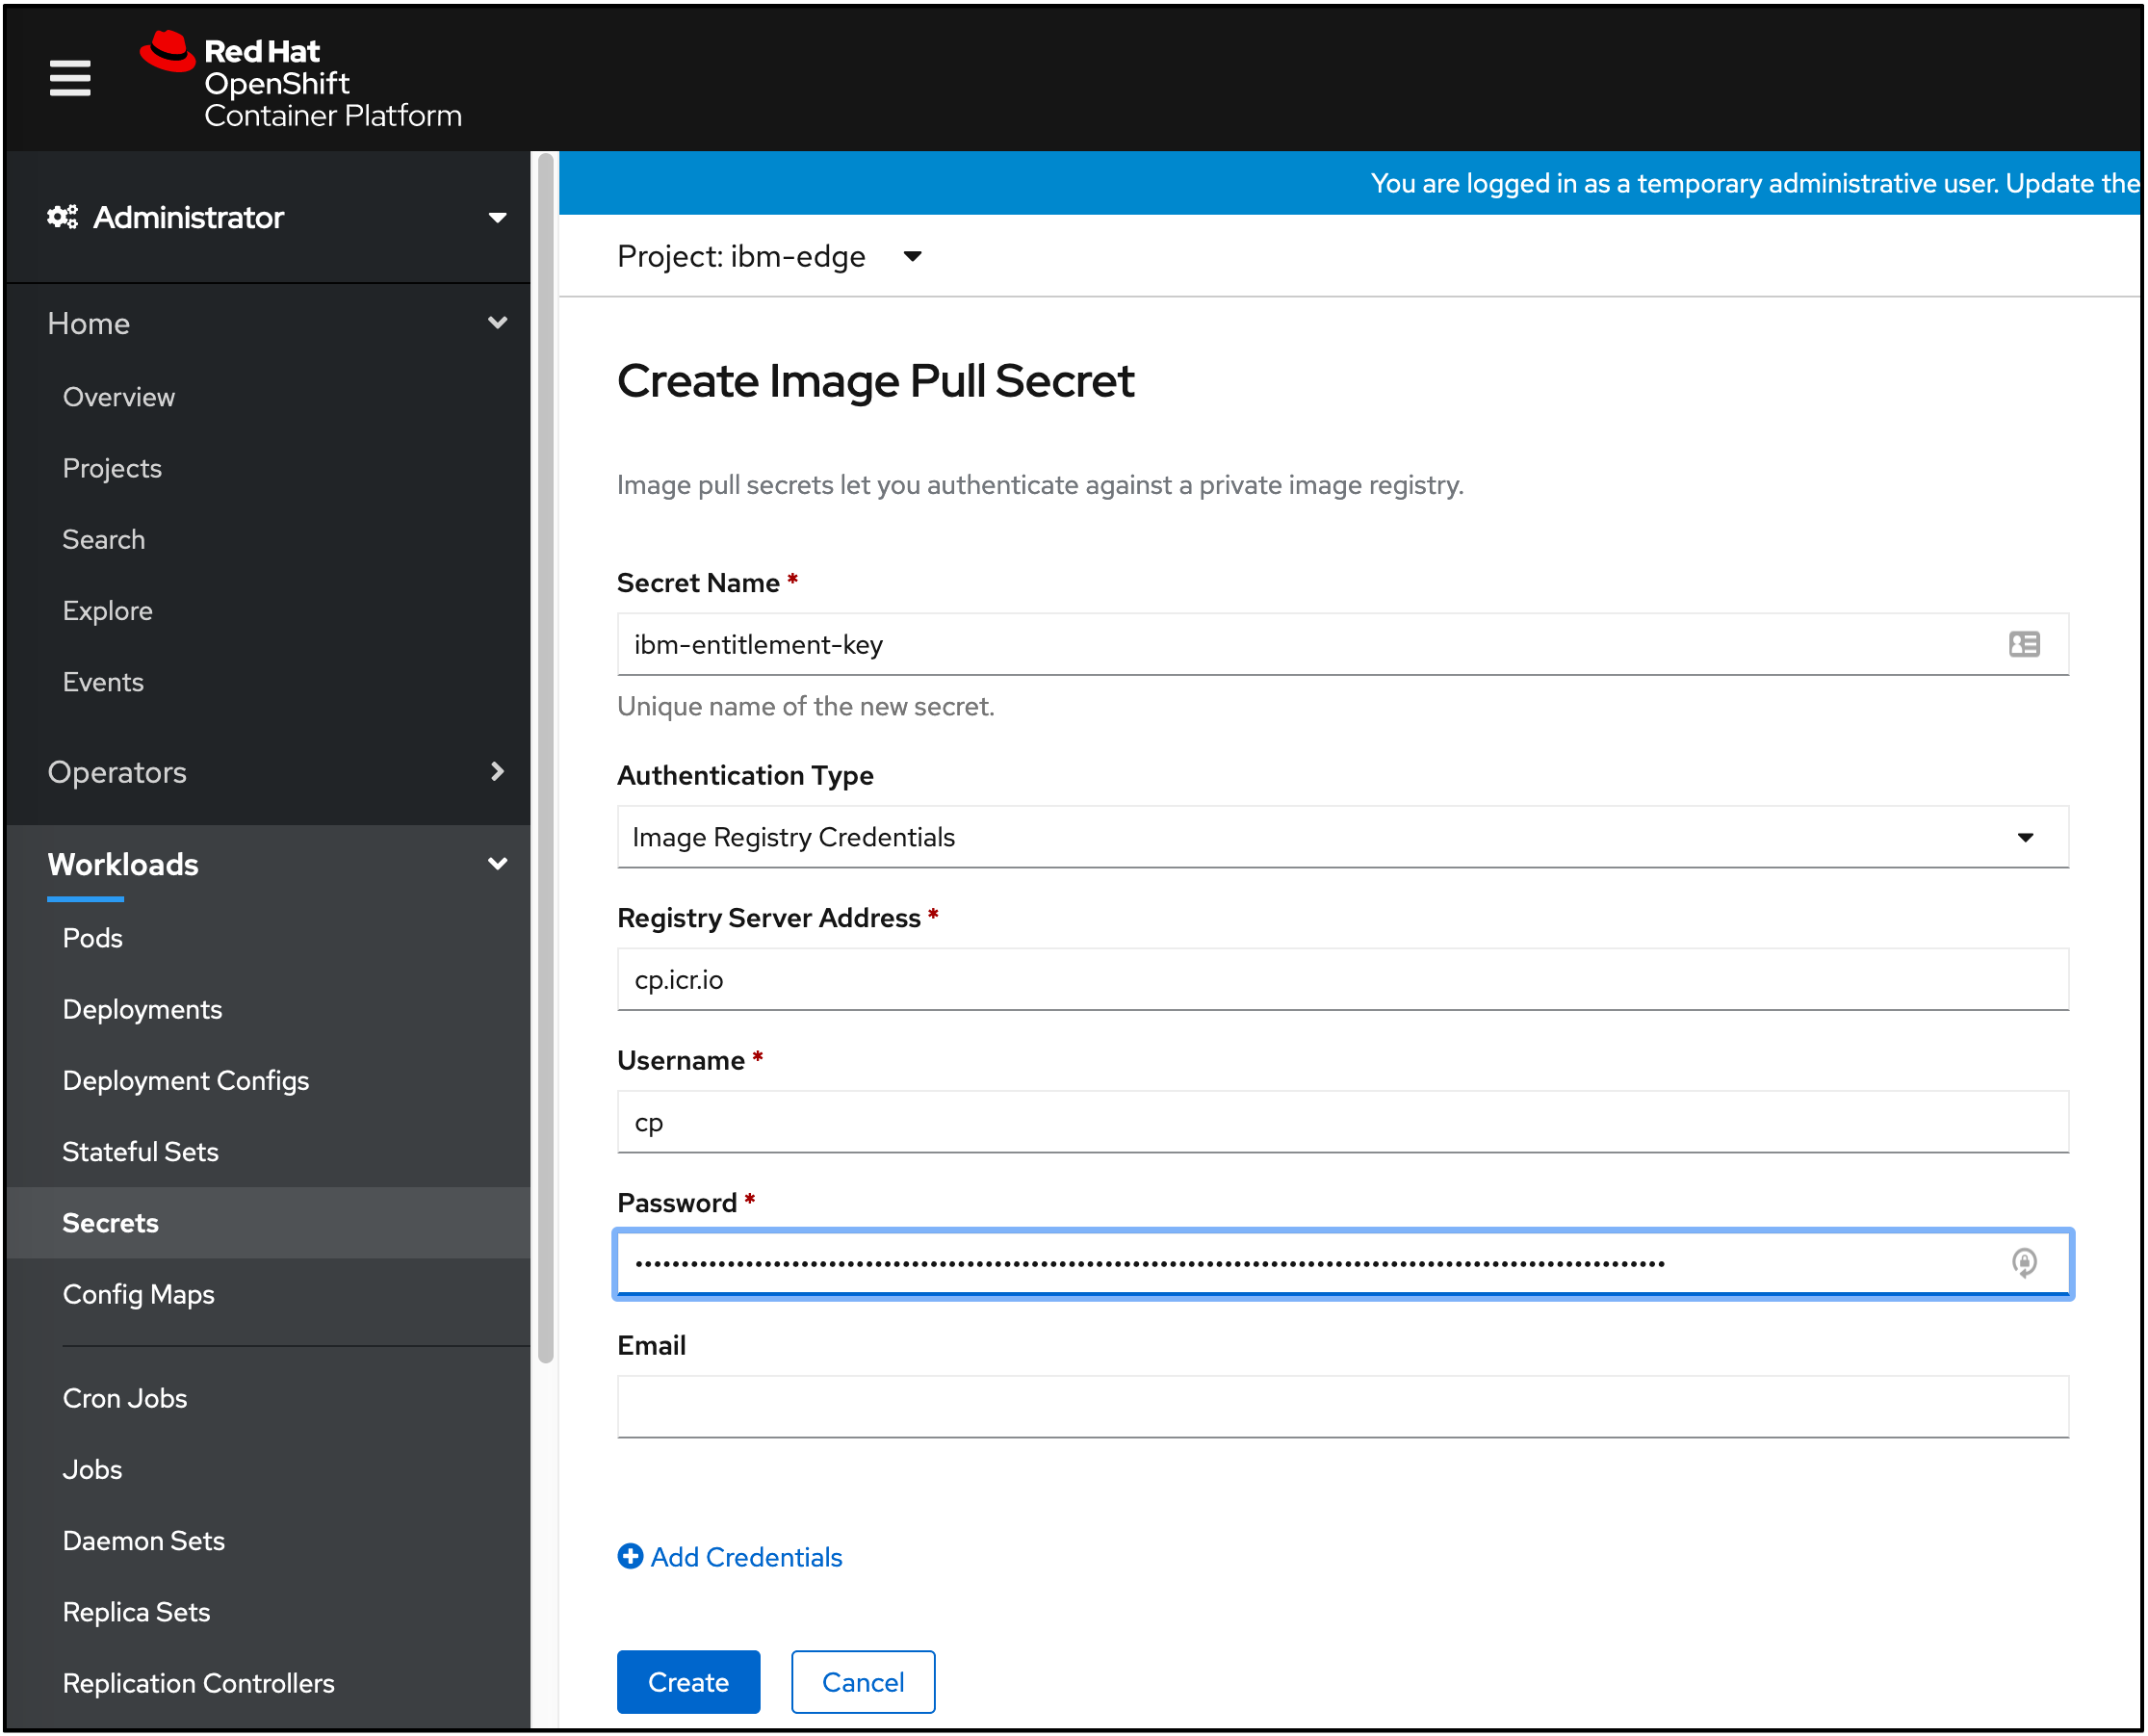 Red Hat
OpenShift
Container Platform
Administrator
Home
Overview
Projects
Search
Explore
Events
Operators
Workloads
Pods
Deployments
Deployment Configs
Stateful Sets
Secrets
Config Maps
Cron Jobs
Jobs
Daemon Sets
Replica Sets
Replication Controllers
You are logged in as a temporary administrative user. Update the
Project: ibm-edge
Create Image Pull Secret
Image pull secrets let you authenticate against a private image registry.
Secret Name *
ibm-entitlement-key
Unique name of the new secret.
Authentication Type
Image Registry Credentials
Registry Server Address *
cp.icr.io
Username *
cp
Password *
Email
Add Credentials
Create
Cancel